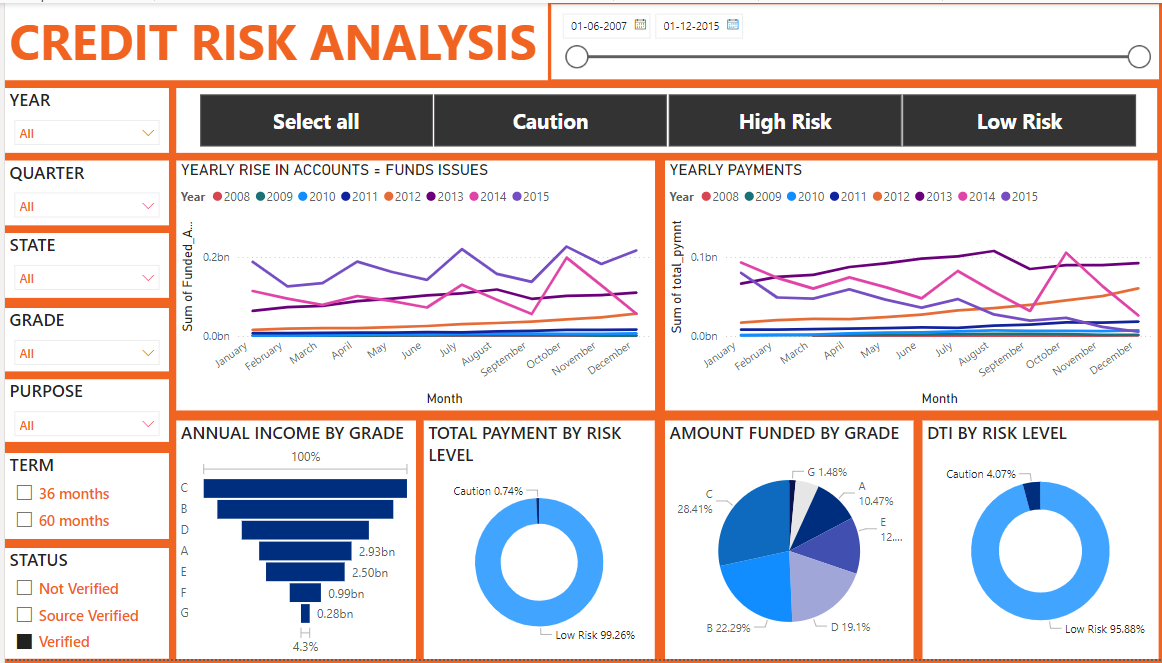 CREDIT RISK ANALYSIS
01-06-2007 01-12-2015
YEAR
All
QUARTER
All
STATE
All
GRADE
All
PURPOSE
All
TERM
36 months
60 months
STATUS
Not Verified
Source Verified
Verified
Select all Caution High Risk Low Risk
YEARLY RISE IN ACCOUNTS = FUNDS ISSUES
Year 2008 2009 2010 2011 2012 2013 2014 2015
Sum of Funded_A...
0.2bn
0.0bn
January February March April May June July August September October November December
Month
YEARLY PAYMENTS
Year 2008 2009 2010 2011 2012 2013 2014 2015
Sum of total_pymnt
0.1bn
0.0bn
January February March April May June July August September October November December
Month
ANNUAL INCOME BY GRADE
100%
C
B
D
A 2.93bn
E 2.50bn
F 0.99bn
G 0.28bn
4.3%
TOTAL PAYMENT BY RISK
LEVEL
Caution 0.74%
Low Risk 99.26%
AMOUNT FUNDED BY GRADE
G 1.48%
A
10.47%
E
12....
D 19.1%
B 22.29%
C
28.41%
DTI BY RISK LEVEL
Caution 4.07%
Low Risk 95.88%